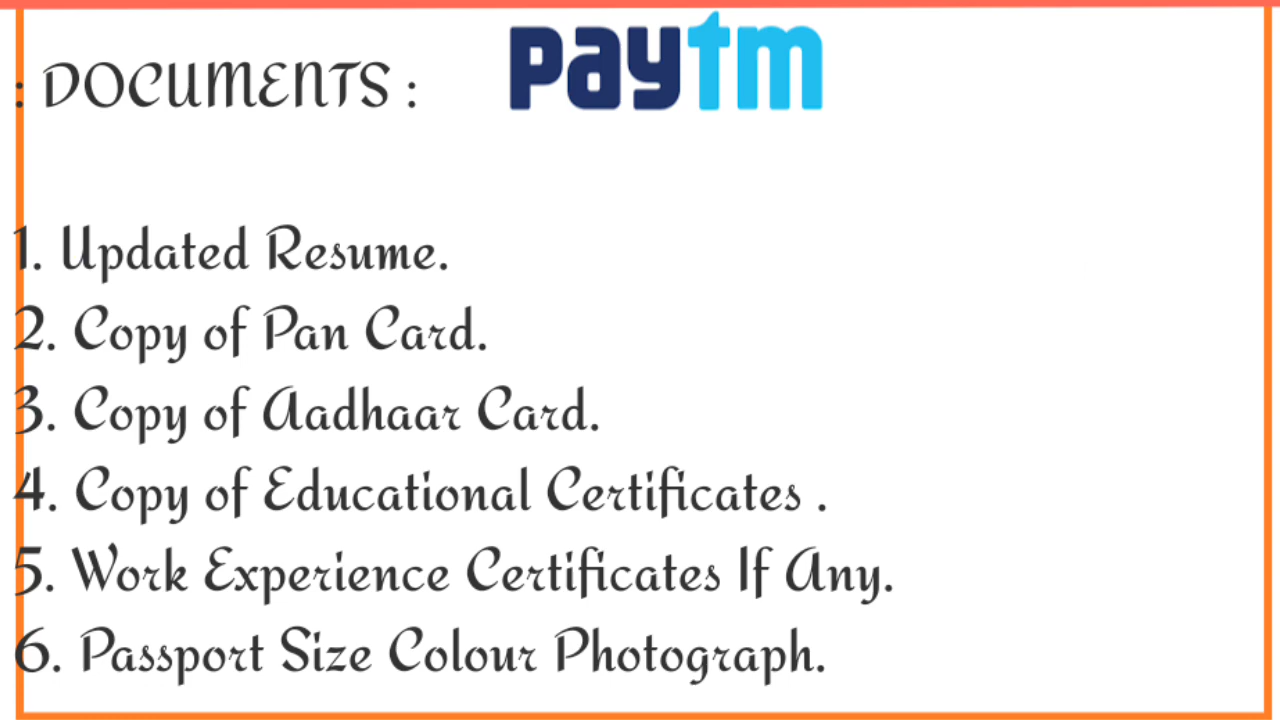 : DOCUMENTS :
paytm
1. Updated Resume.
2. Copy of Pan Card.
3. Copy of Aadhaar Card.
4. Copy of Educational Certificates .
5. Work Experience Certificates If Any.
6. Passport Size Colour Photograph.